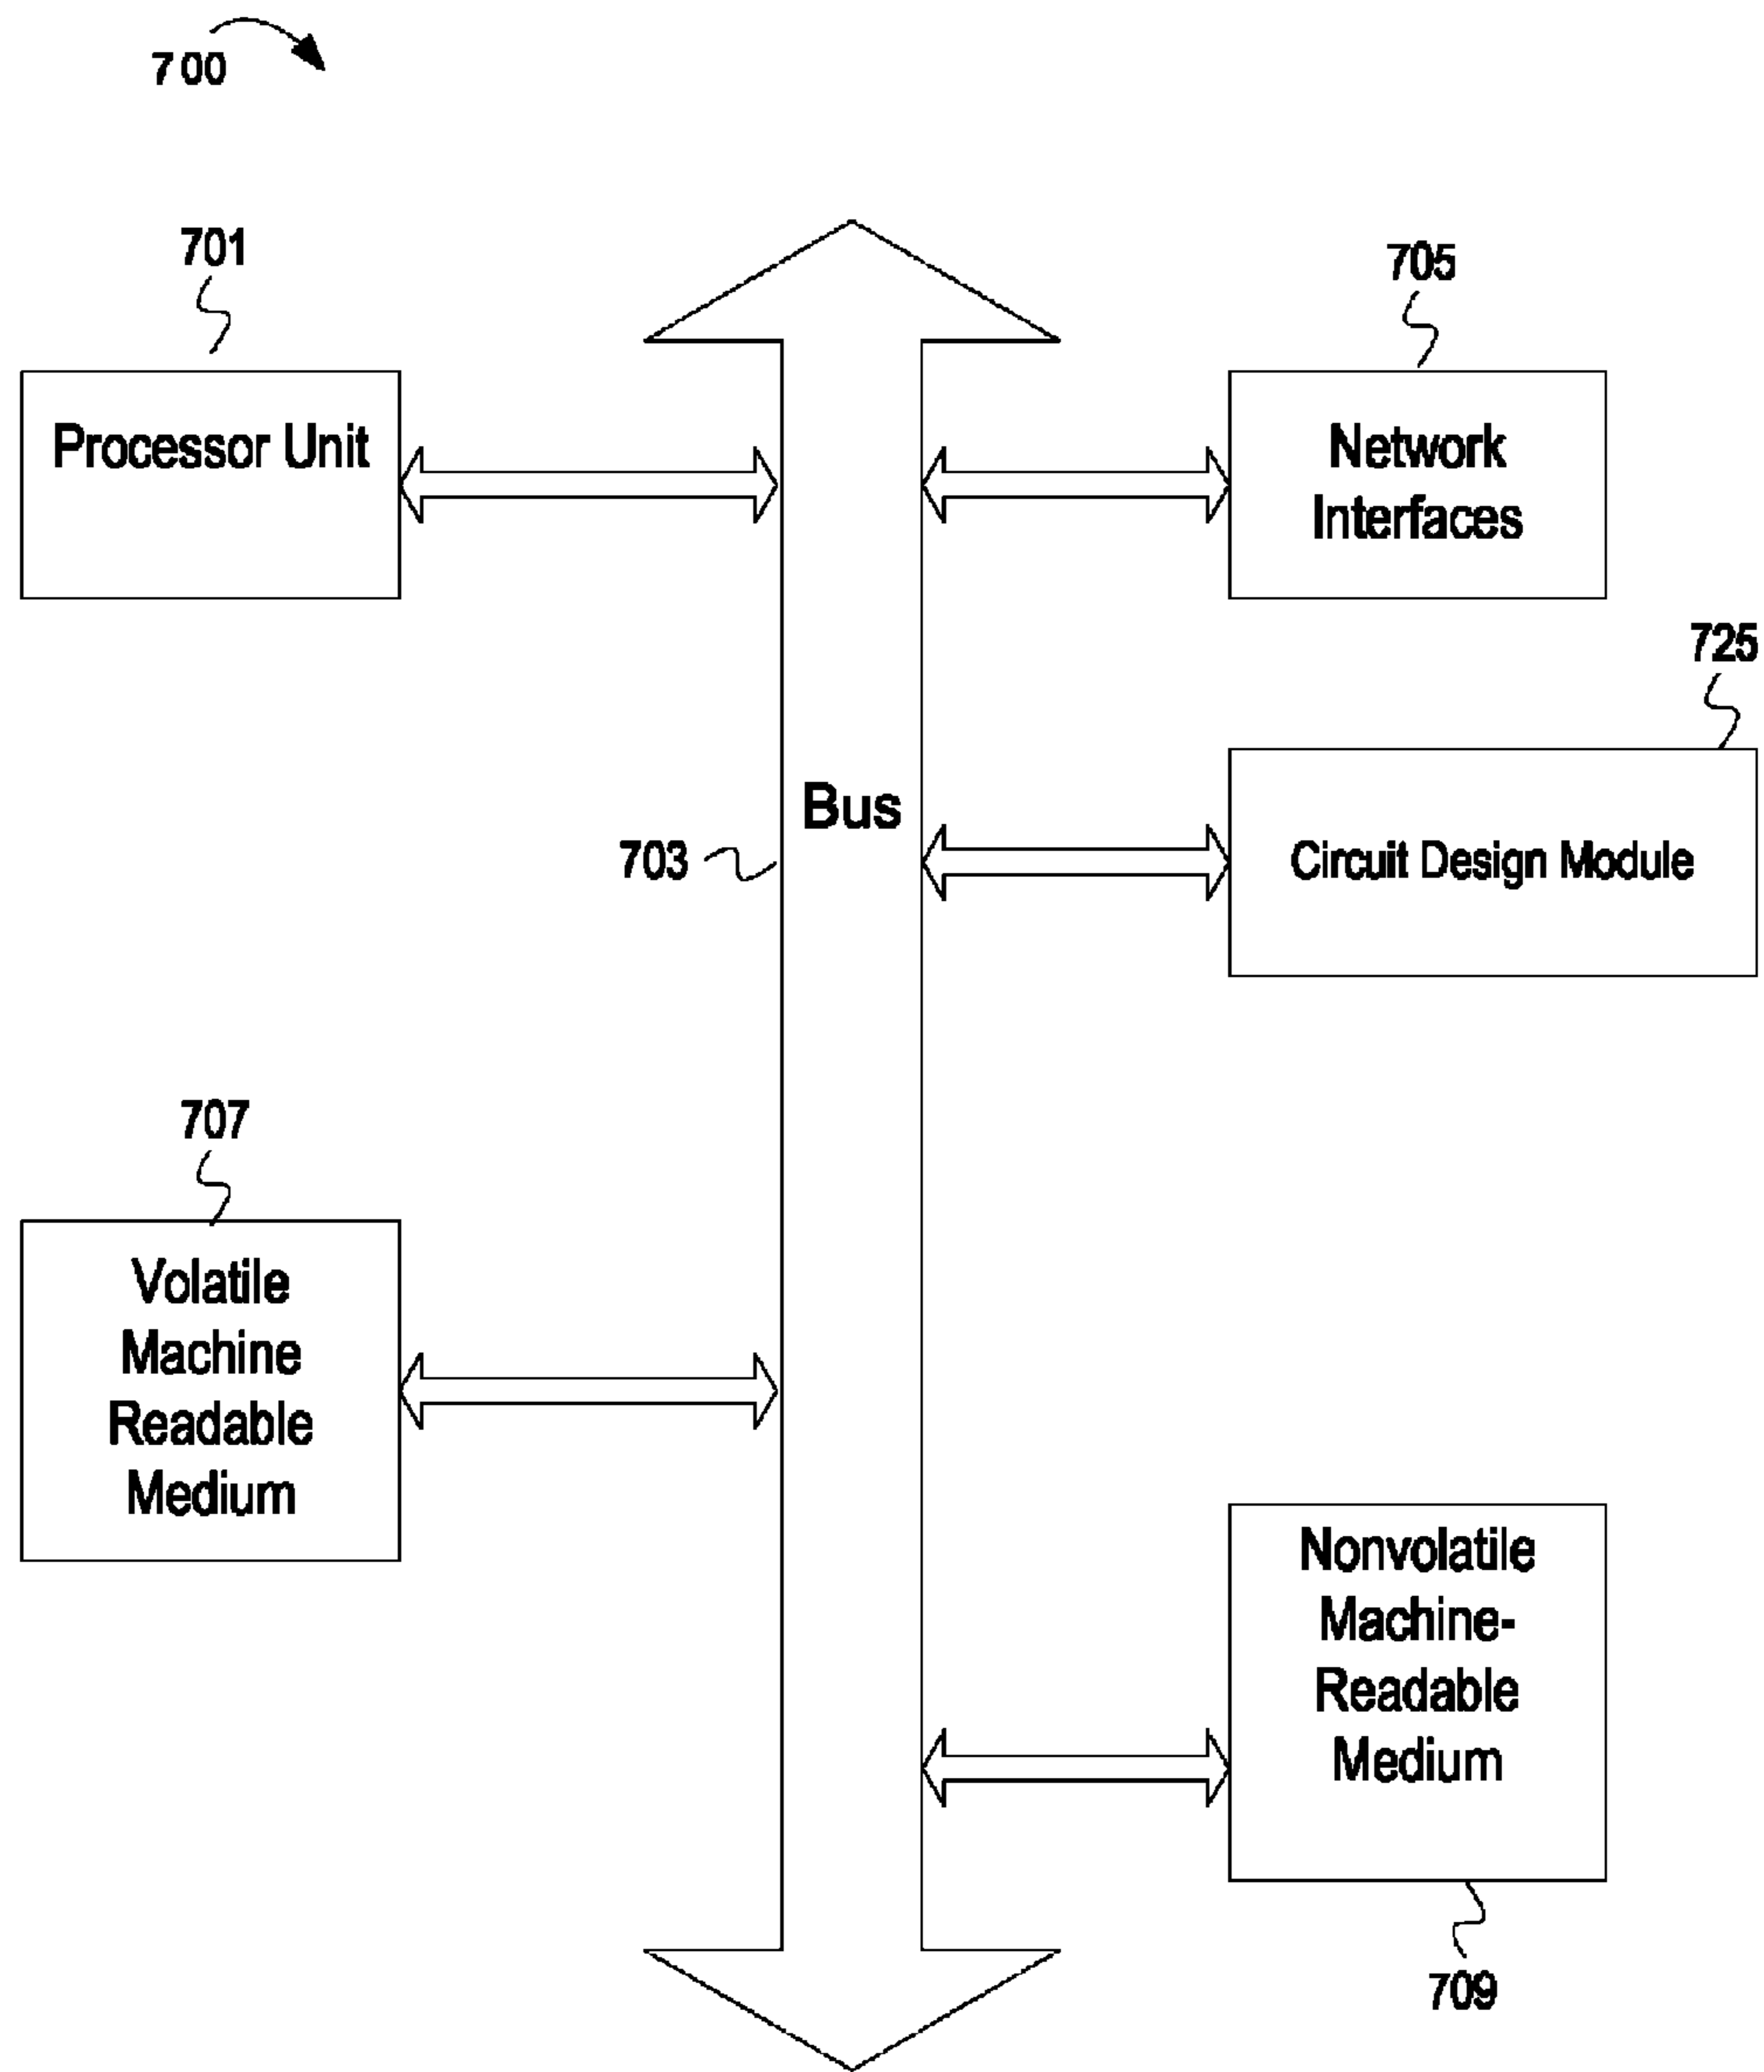 700
701
Processor Unit
705
Network
Interfaces
725
Circuit Design Module
Bus
703
707
Volatile
Machine
Readable
Medium
Nonvolatile
Machine-
Readable
Medium
709